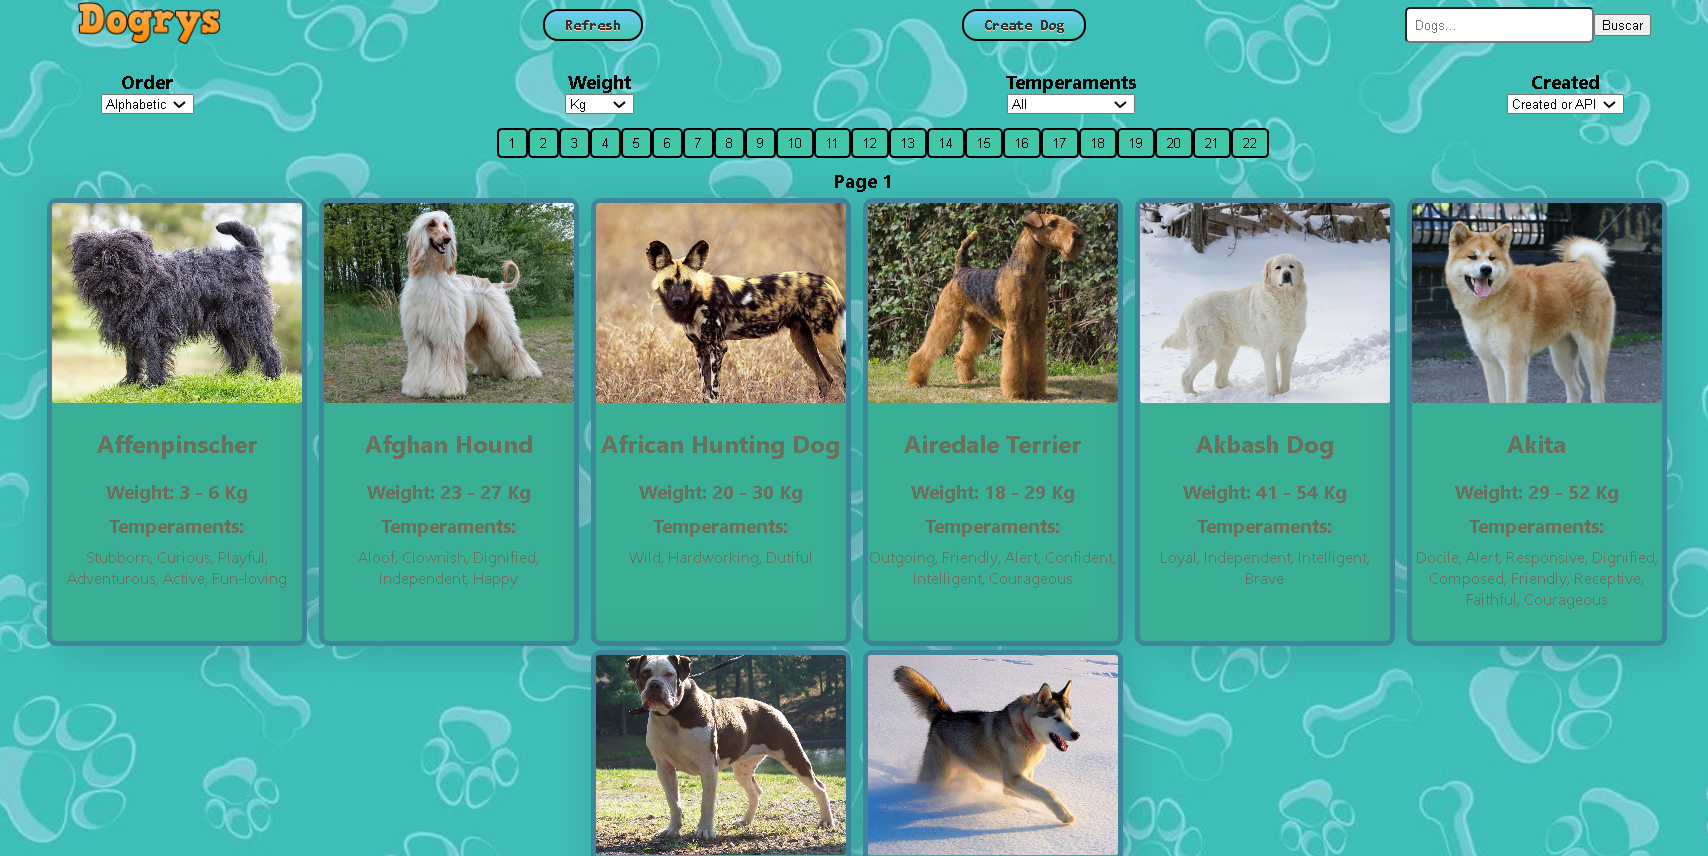 Dogrys
Refresh
Create Dog
Dogs...
Buscar
Order
Weight
Temperaments
Created
Alphabetic
Kg
All
Created or API
1 2 3 4 5 6 7 8 9 10 11 12 13 14 15 16 17 18 19 20 21 22
Page 1
Affenpinscher
Weight: 3 - 6 Kg
Temperaments:
Stubborn, Curious, Playful,
Adventurous, Active, Fun-loving
Afghan Hound
Weight: 23 - 27 Kg
Temperaments:
Aloof, Clownish, Dignified,
Independent, Happy
African Hunting Dog
Weight: 20 - 30 Kg
Temperaments:
Wild, Hardworking, Dutiful
Airedale Terrier
Weight: 18 - 29 Kg
Temperaments:
Outgoing, Friendly, Alert, Confident,
Intelligent, Courageous
Akbash Dog
Weight: 41 - 54 Kg
Temperaments:
Loyal, Independent, Intelligent,
Brave
Akita
Weight: 29 - 52 Kg
Temperaments:
Docile, Alert, Responsive, Dignified,
Composed, Friendly, Receptive,
Faithful, Courageous